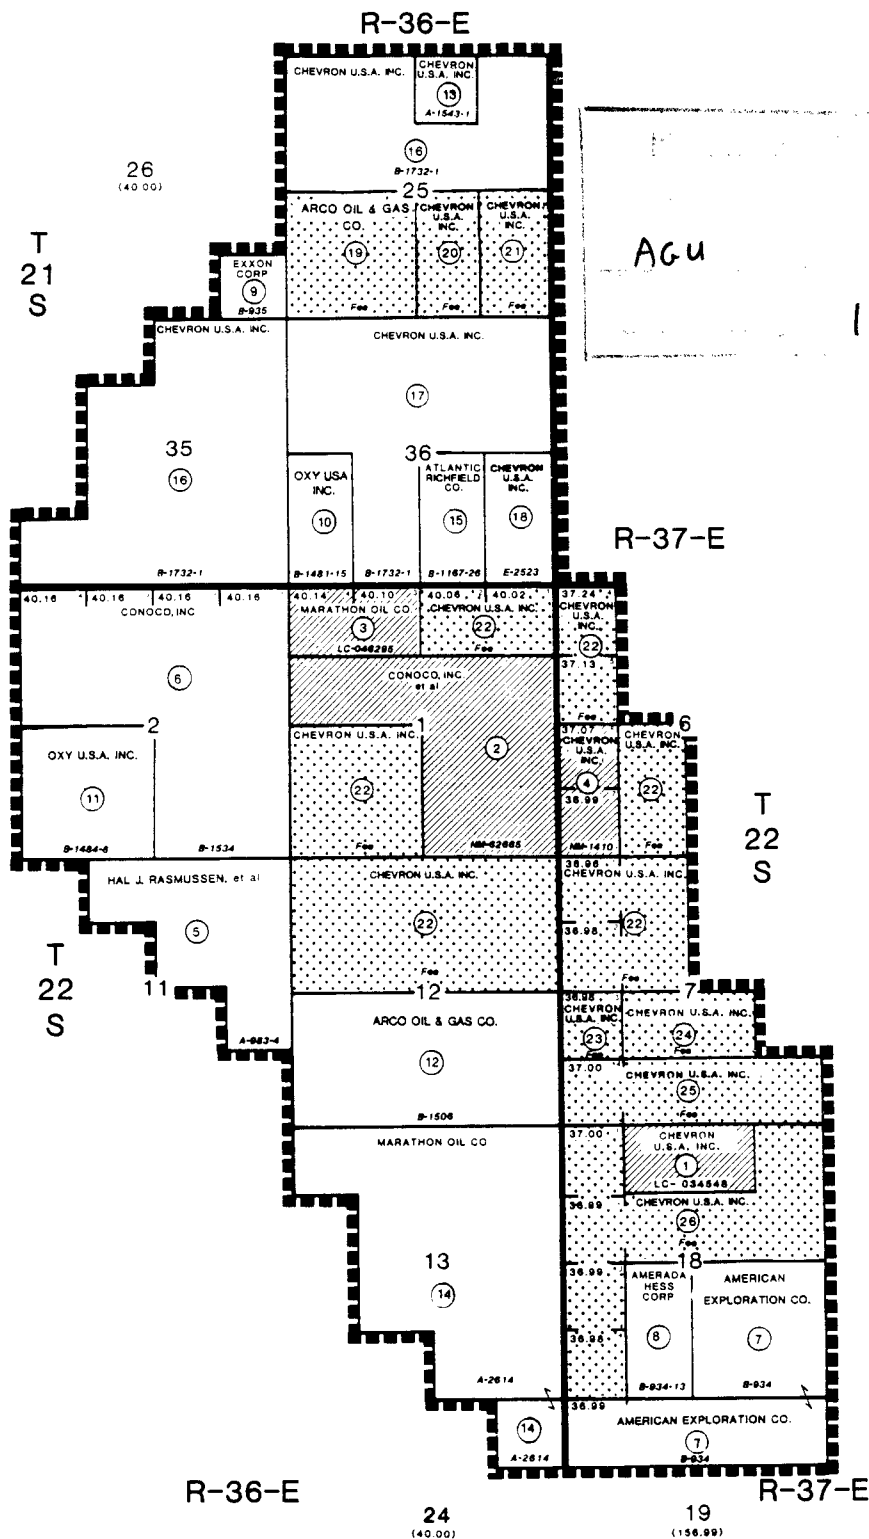 R-36-E
CHEVRON U.S.A. INC.
CHEVRON
U.S.A. INC.
13
A-1543-1
16
B-1732-1
26
(40.00)
25
T
21
S
ARCO OIL & GAS
CO.
19
Fee
CHEVRON
U.S.A.
INC.
20
Fee
CHEVRON
U.S.A.
INC.
21
Fee
AGU
1
EXXON
CORP
9
B-935
CHEVRON U.S.A. INC.
35
16
B-1732-1
CHEVRON U.S.A. INC.
17
36
OXY USA
INC.
10
B-1481-15
B-1732-1
ATLANTIC
RICHFIELD
CO.
15
B-1167-26
CHEVRON
U.S.A.
INC.
18
E-2523
R-37-E
40.16
40.16
40.16
40.16
40.14
40.10
40.06
40.02
37.24
CONOCO, INC
6
2
MARATHON OIL CO.
3
LC-046295
CHEVRON U.S.A. INC.
22
Fee
CHEVRON
U.S.A.
INC.
22
37.13
Fee
CONOCO, INC.
et al
1
2
NM-62665
CHEVRON U.S.A. INC.
22
Fee
OXY U.S.A. INC.
11
B-1484-8
B-1534
37.07
CHEVRON
U.S.A.
INC.
4
36.99
NM-1410
6
CHEVRON
U.S.A. INC.
22
Fee
T
22
S
HAL J. RASMUSSEN, et al
5
11
A-983-4
CHEVRON U.S.A. INC.
22
Fee
36.96
CHEVRON U.S.A. INC.
36.98
22
Fee
T
22
S
12
ARCO OIL & GAS CO.
12
B-1506
36.98
CHEVRON
U.S.A. INC.
23
Fee
7
CHEVRON U.S.A. INC.
24
Fee
37.00
CHEVRON U.S.A. INC.
25
Fee
MARATHON OIL CO
13
14
A-2614
37.00
CHEVRON
U.S.A. INC.
1
LC- 034548
36.99
CHEVRON U.S.A. INC.
26
Fee
18
36.99
AMERADA
HESS
CORP
8
B-934-13
AMERICAN
EXPLORATION CO.
7
B-934
36.98
36.99
14
A-2614
AMERICAN EXPLORATION CO.
7
B-934
R-36-E
R-37-E
24
(40.00)
19
(156.99)